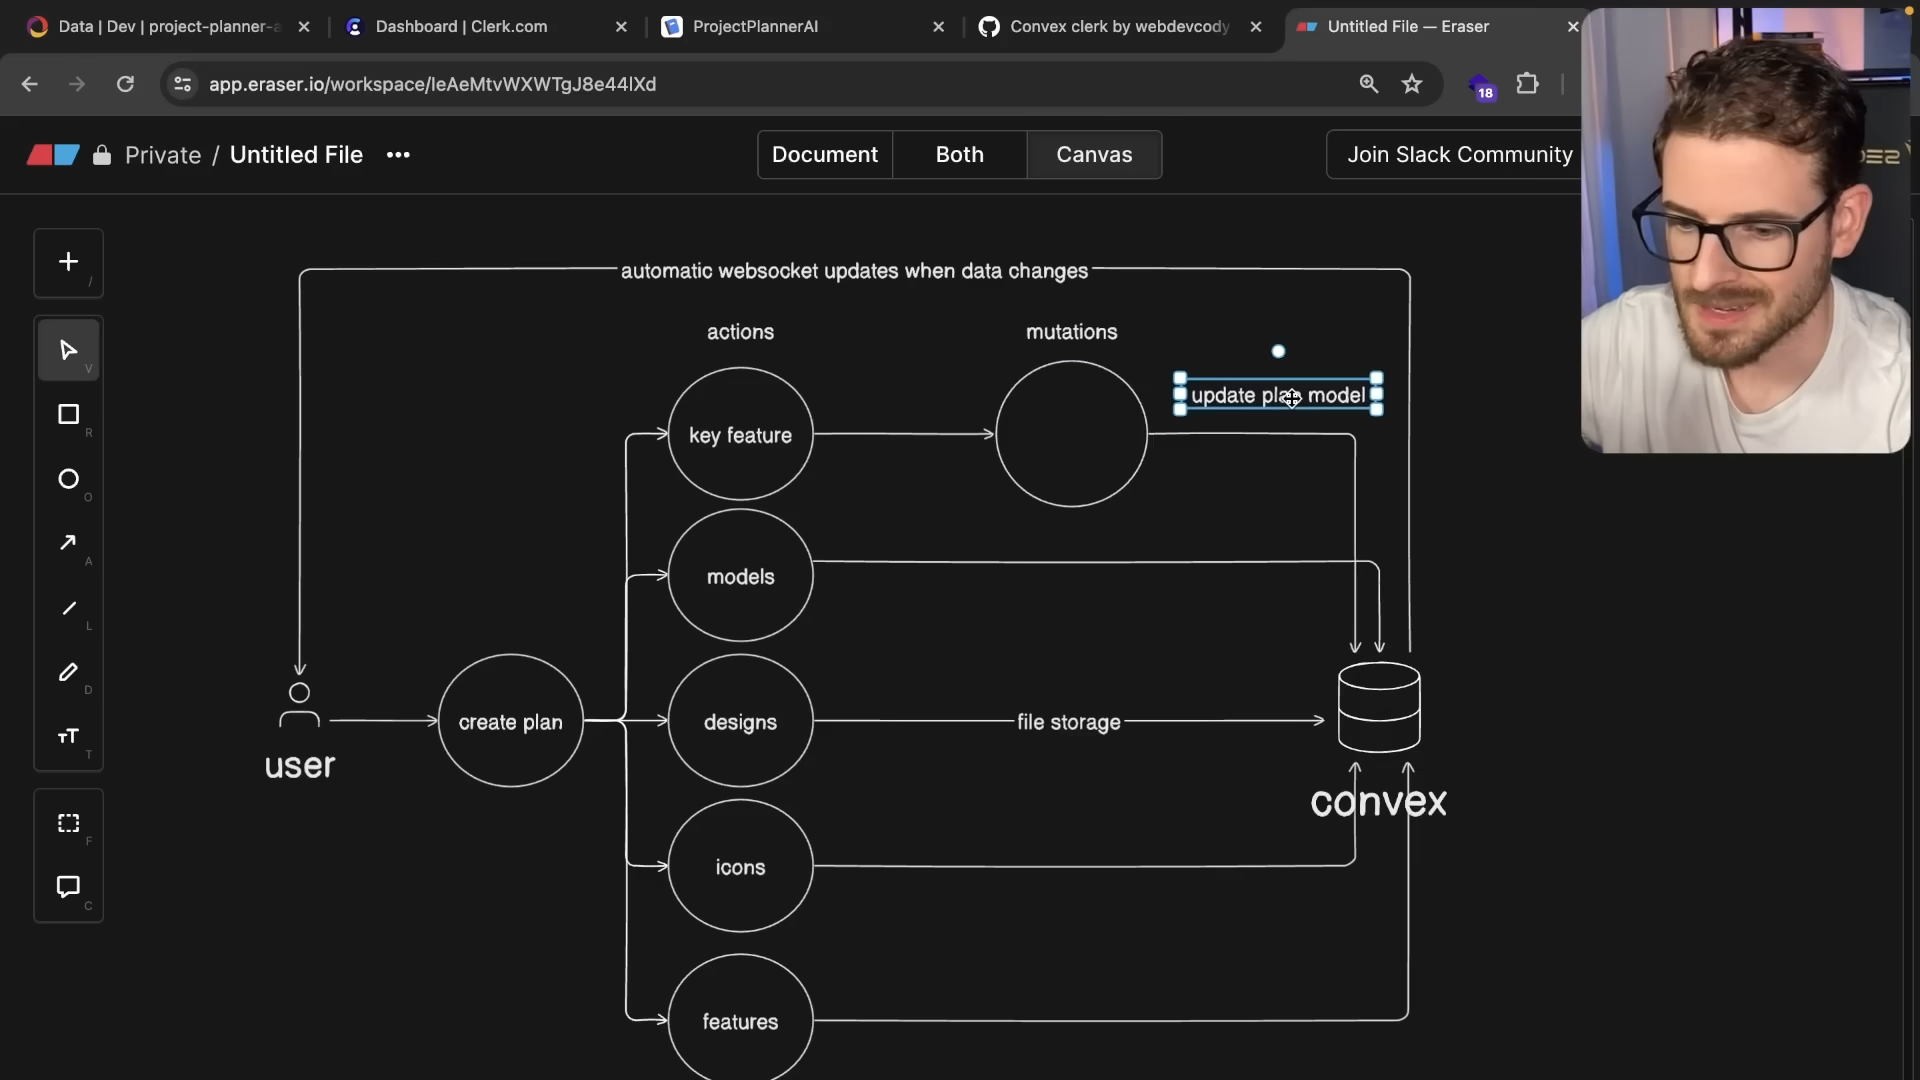 Data | Dev | project-planner-a
Dashboard | Clerk.com
ProjectPlannerAI
Convex clerk by webdevcody
Untitled File — Eraser
app.eraser.io/workspace/IeAeMtvWXWTgJ8e44IXd
18
Private / Untitled File
Document
Both
Canvas
Join Slack Community
/
V
R
O
A
L
D
T
F
C
automatic websocket updates when data changes
actions
mutations
update plan model
key feature
models
create plan
designs
file storage
user
convex
icons
features